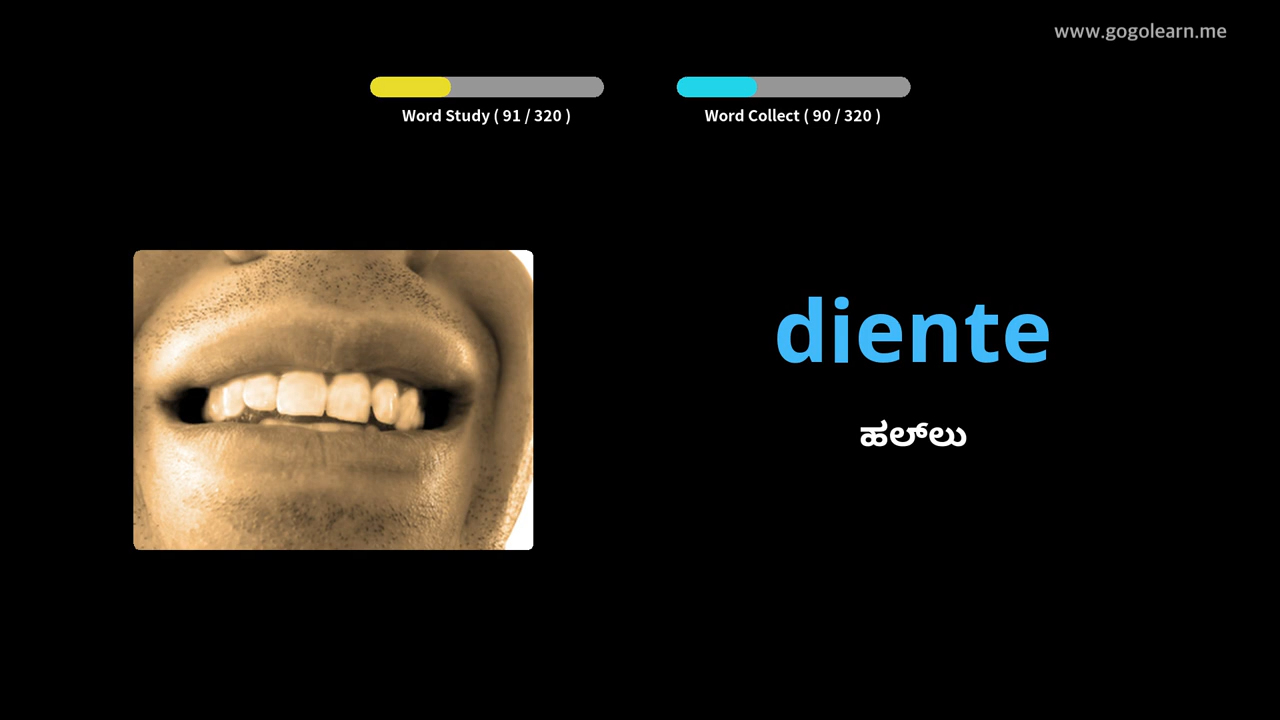 www.gogolearn.me
Word Study ( 91 / 320 )
Word Collect ( 90 / 320 )
diente
ಹಲ್‌ಲು